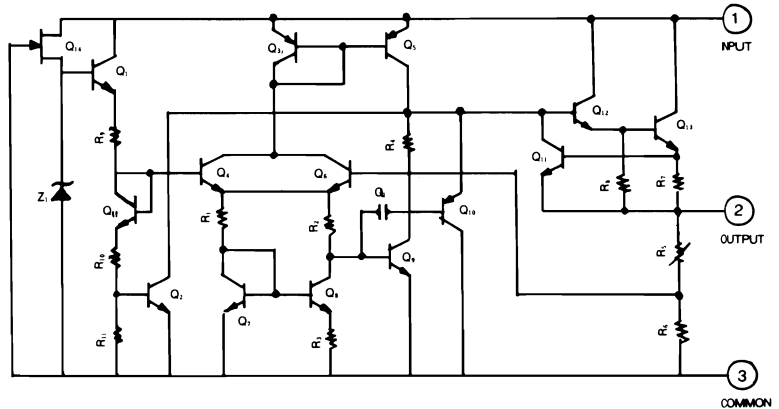 1
INPUT
Q14
Q1
Q3
Q5
Q12
Q13
R9
R4
Q11
Z1
Q4
Q6
R8
R7
R1
R2
Q10
2
OUTPUT
R10
Q9
R5
Q2
Q8
Q7
R11
R3
R6
3
COMMON